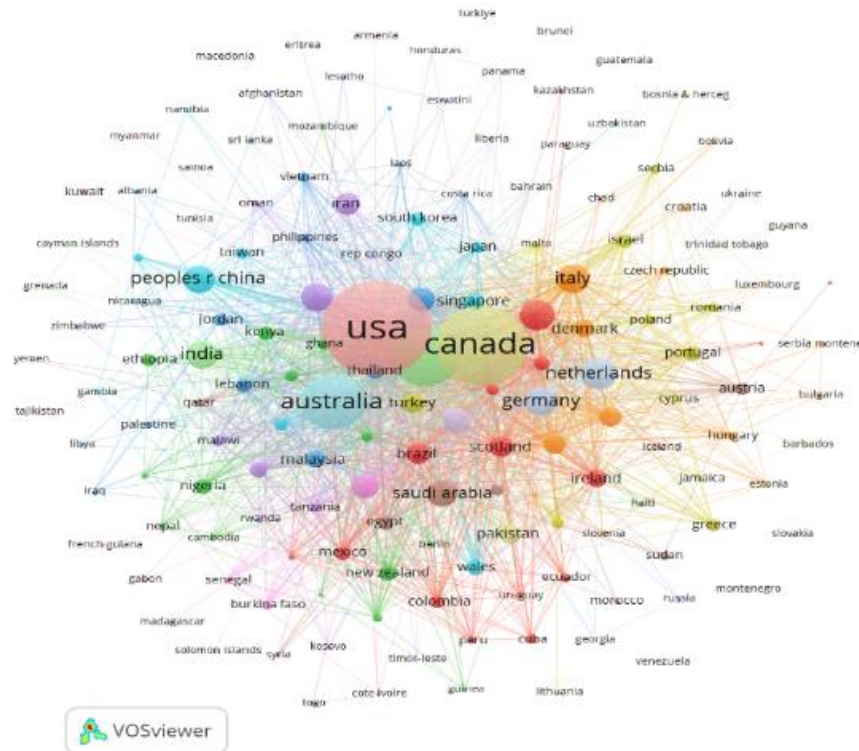 turkiye
brunei
armenia
eritrea
honduras
macedonia
guatemala
panama
lesotho
kazakhstan
afghanistan
bosnia & herceg
eswatini
namibia
mozambique
uzbekistan
myanmar
sri lanka
liberia
paraguay
bolivia
laos
samoa
vietnam
serbia
kuwait
albania
costa rica
bahrain
chad
ukraine
oman
iran
croatia
tunisia
south korea
guyana
philippines
israel
cayman islands
taiwan
rep congo
japan
malta
trinidad tobago
peoples r china
italy
czech republic
grenada
luxembourg
nicaragua
singapore
romania
jordan
usa
poland
zimbabwe
kenya
denmark
ghana
canada
serbia montene
ethiopia
india
portugal
yemen
thailand
netherlands
gambia
lebanon
austria
qatar
australia
turkey
germany
cyprus
bulgaria
tajikistan
palestine
libya
malawi
scotland
iceland
hungary
barbados
malaysia
brazil
iraq
nigeria
saudi arabia
ireland
jamaica
estonia
tanzania
haiti
rwanda
egypt
nepal
cambodia
pakistan
greece
slovenia
slovakia
french guiana
mexico
benin
sudan
gabon
senegal
new zealand
wales
ecuador
montenegro
burkina faso
colombia
uruguay
morocco
russia
madagascar
solomon islands
kosovo
peru
cuba
georgia
syria
timor-leste
venezuela
togo
cote ivoire
guinea
lithuania
VOSviewer